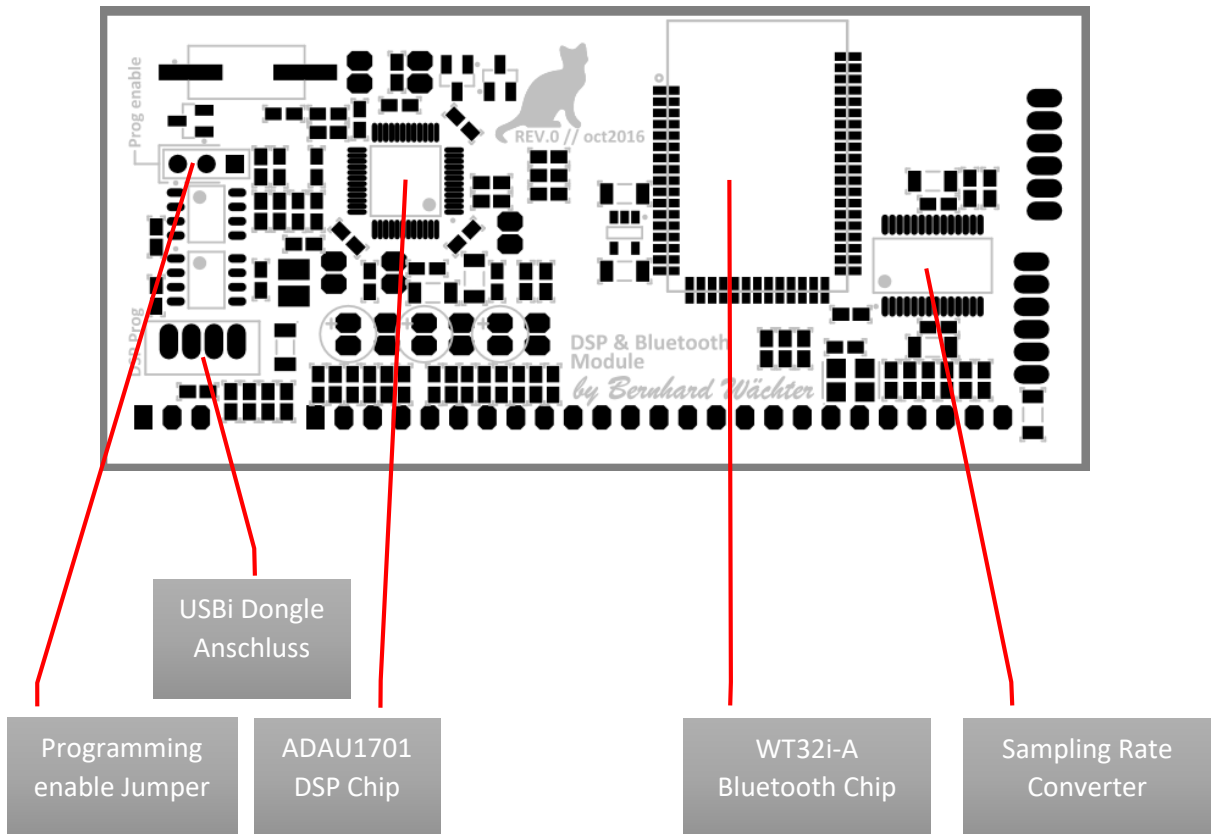 Prog enable
REV.0 // oct2016
DSP Prog
DSP & Bluetooth
Module
by Bernhard Wächter
USBi Dongle
Anschluss
Programming
enable Jumper
ADAU1701
DSP Chip
WT32i-A
Bluetooth Chip
Sampling Rate
Converter